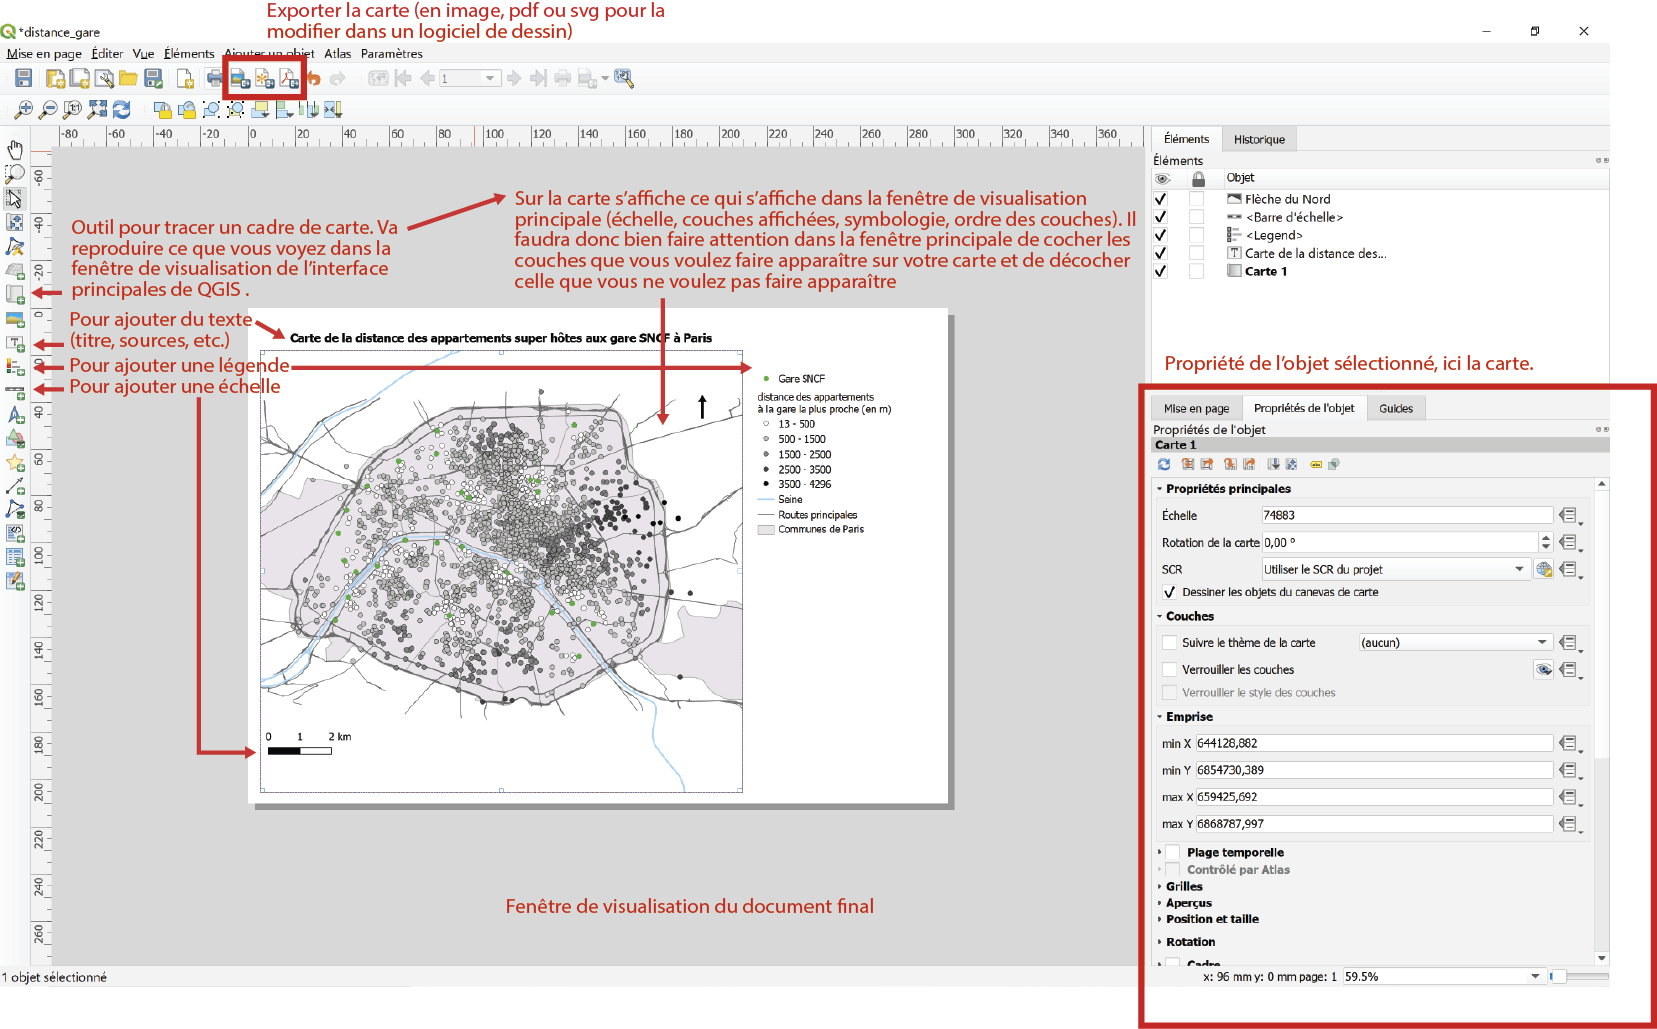 Exporter la carte (en image, pdf ou svg pour la
modifier dans un logiciel de dessin)
*distance_gare
Mise en page Éditer Vue Éléments Ajouter un objet Atlas Paramètres
1
-80 -60 -40 -20 0 20 40 60 80 100 120 140 160 180 200 220 240 260 280 300 320 340 360
-60
-40
-20
0
20
40
60
80
100
120
140
160
180
200
220
240
260
Outil pour tracer un cadre de carte. Va
reproduire ce que vous voyez dans la
fenêtre de visualisation de l'interface
principales de QGIS .
Pour ajouter du texte
(titre, sources, etc.)
Pour ajouter une légende
Pour ajouter une échelle
Sur la carte s'affiche ce qui s'affiche dans la fenêtre de visualisation
principale (échelle, couches affichées, symbologie, ordre des couches). Il
faudra donc bien faire attention dans la fenêtre principale de cocher les
couches que vous voulez faire apparaître sur votre carte et de décocher
celle que vous ne voulez pas faire apparaître
Carte de la distance des appartements super hôtes aux gare SNCF à Paris
Gare SNCF
distance des appartements
à la gare la plus proche (en m)
13 - 500
500 - 1500
1500 - 2500
2500 - 3500
3500 - 4296
Seine
Routes principales
Communes de Paris
0 1 2 km
Fenêtre de visualisation du document final
Éléments Historique
Éléments
Objet
Flèche du Nord
<Barre d'échelle>
<Legend>
Carte de la distance des...
Carte 1
Propriété de l'objet sélectionné, ici la carte.
Mise en page Propriétés de l'objet Guides
Propriétés de l'objet
Carte 1
Propriétés principales
Échelle 74883
Rotation de la carte 0,00 °
SCR Utiliser le SCR du projet
Dessiner les objets du canevas de carte
Couches
Suivre le thème de la carte (aucun)
Verrouiller les couches
Verrouiller le style des couches
Emprise
min X 644128,882
min Y 6854730,389
max X 659425,692
max Y 6868787,997
Plage temporelle
Contrôlé par Atlas
Grilles
Aperçus
Position et taille
Rotation
Cadre
1 objet sélectionné
x: 96 mm y: 0 mm page: 1 59.5%